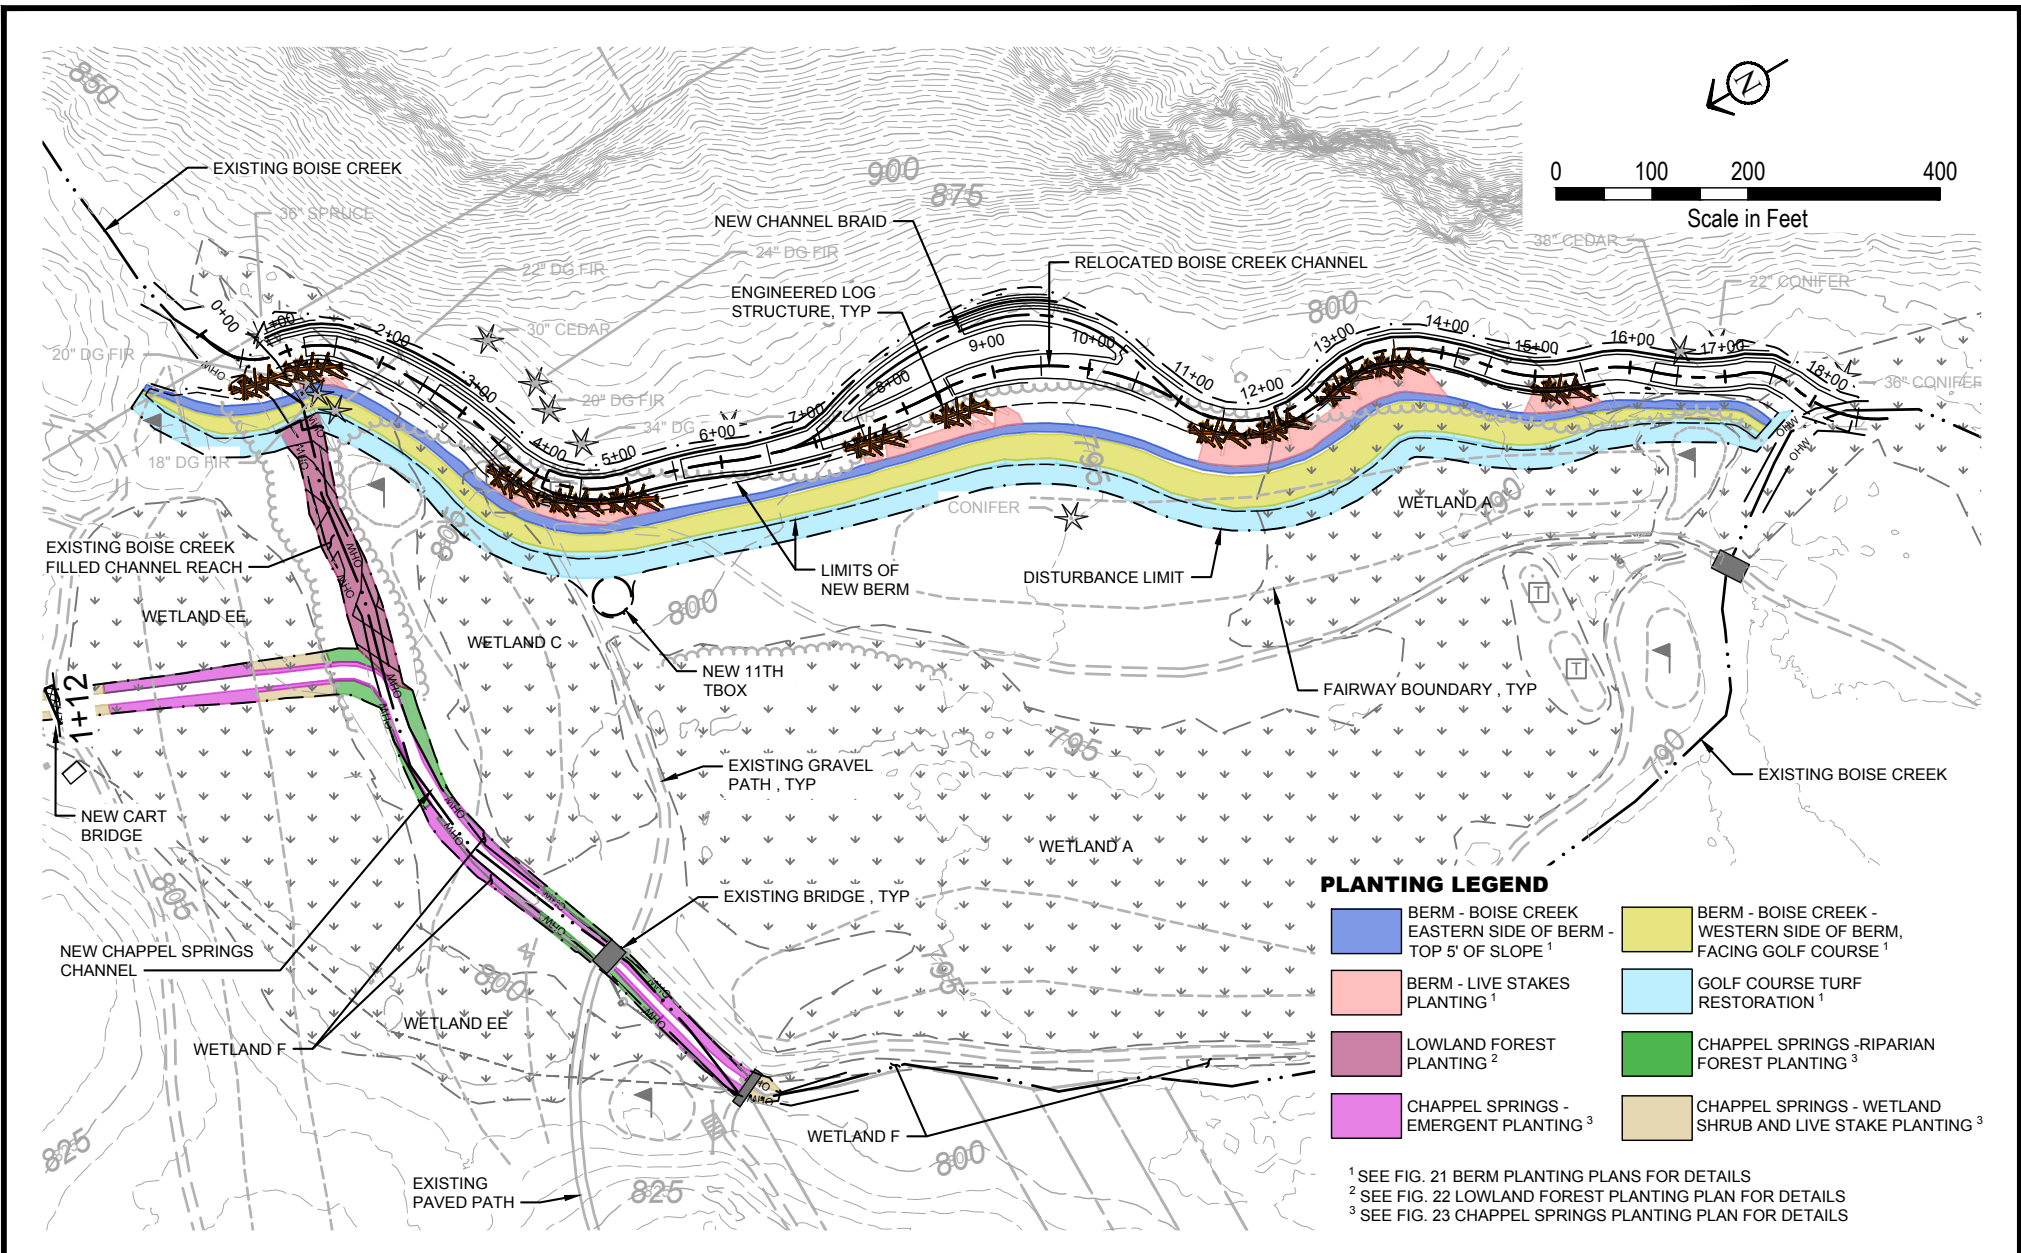 850
EXISTING BOISE CREEK
36" SPRUCE
900
875
NEW CHANNEL BRAID
24" DG FIR
22" DG FIR
RELOCATED BOISE CREEK CHANNEL
ENGINEERED LOG
STRUCTURE, TYP
N
0 100 200 400
Scale in Feet
38" CEDAR
22" CONIFER
800
30" CEDAR
20" DG FIR
20" DG FIR
34" DG
18" DG FIR
36" CONIFER
0+00
1+00
2+00
3+00
4+00
5+00
6+00
7+00
8+00
9+00
10+00
11+00
12+00
13+00
14+00
15+00
16+00
17+00
18+00
OHW
OHW
OHW
795
790
CONIFER
WETLAND A
805
EXISTING BOISE CREEK
FILLED CHANNEL REACH
LIMITS OF
NEW BERM
DISTURBANCE LIMIT
WETLAND EE
WETLAND C
800
T
T
NEW 11TH
TBOX
FAIRWAY BOUNDARY , TYP
1+12
795
790
EXISTING GRAVEL
PATH , TYP
EXISTING BOISE CREEK
NEW CART
BRIDGE
WETLAND A
805
EXISTING BRIDGE , TYP
NEW CHAPPEL SPRINGS
CHANNEL
800
795
WETLAND EE
WETLAND F
WETLAND F
800
825
825
EXISTING
PAVED PATH
PLANTING LEGEND
BERM - BOISE CREEK
EASTERN SIDE OF BERM -
TOP 5' OF SLOPE 1
BERM - BOISE CREEK -
WESTERN SIDE OF BERM,
FACING GOLF COURSE 1
BERM - LIVE STAKES
PLANTING 1
GOLF COURSE TURF
RESTORATION 1
LOWLAND FOREST
PLANTING 2
CHAPPEL SPRINGS -RIPARIAN
FOREST PLANTING 3
CHAPPEL SPRINGS -
EMERGENT PLANTING 3
CHAPPEL SPRINGS - WETLAND
SHRUB AND LIVE STAKE PLANTING 3
1 SEE FIG. 21 BERM PLANTING PLANS FOR DETAILS
2 SEE FIG. 22 LOWLAND FOREST PLANTING PLAN FOR DETAILS
3 SEE FIG. 23 CHAPPEL SPRINGS PLANTING PLAN FOR DETAILS